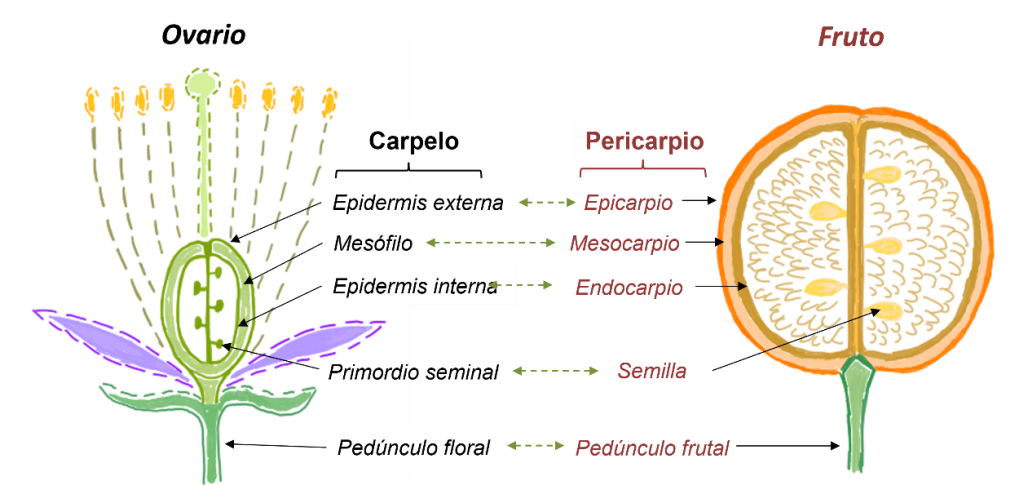 Ovario
Fruto
Carpelo
Pericarpio
Epidermis externa
Epicarpio
Mesófilo
Mesocarpio
Epidermis interna
Endocarpio
Primordio seminal
Semilla
Pedúnculo floral
Pedúnculo frutal